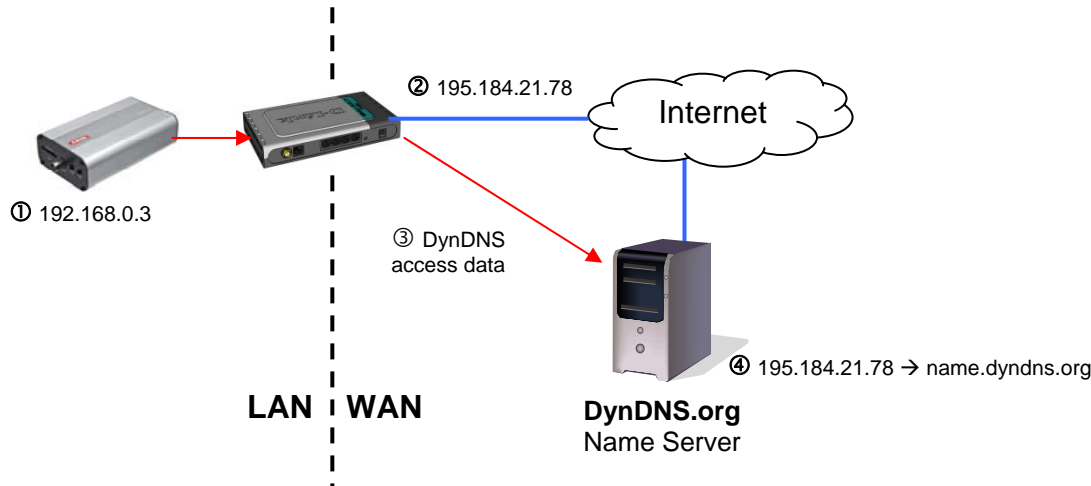 ② 195.184.21.78
Internet
D-Link
① 192.168.0.3
③ DynDNS
access data
④ 195.184.21.78 → name.dyndns.org
LAN WAN
DynDNS.org
Name Server